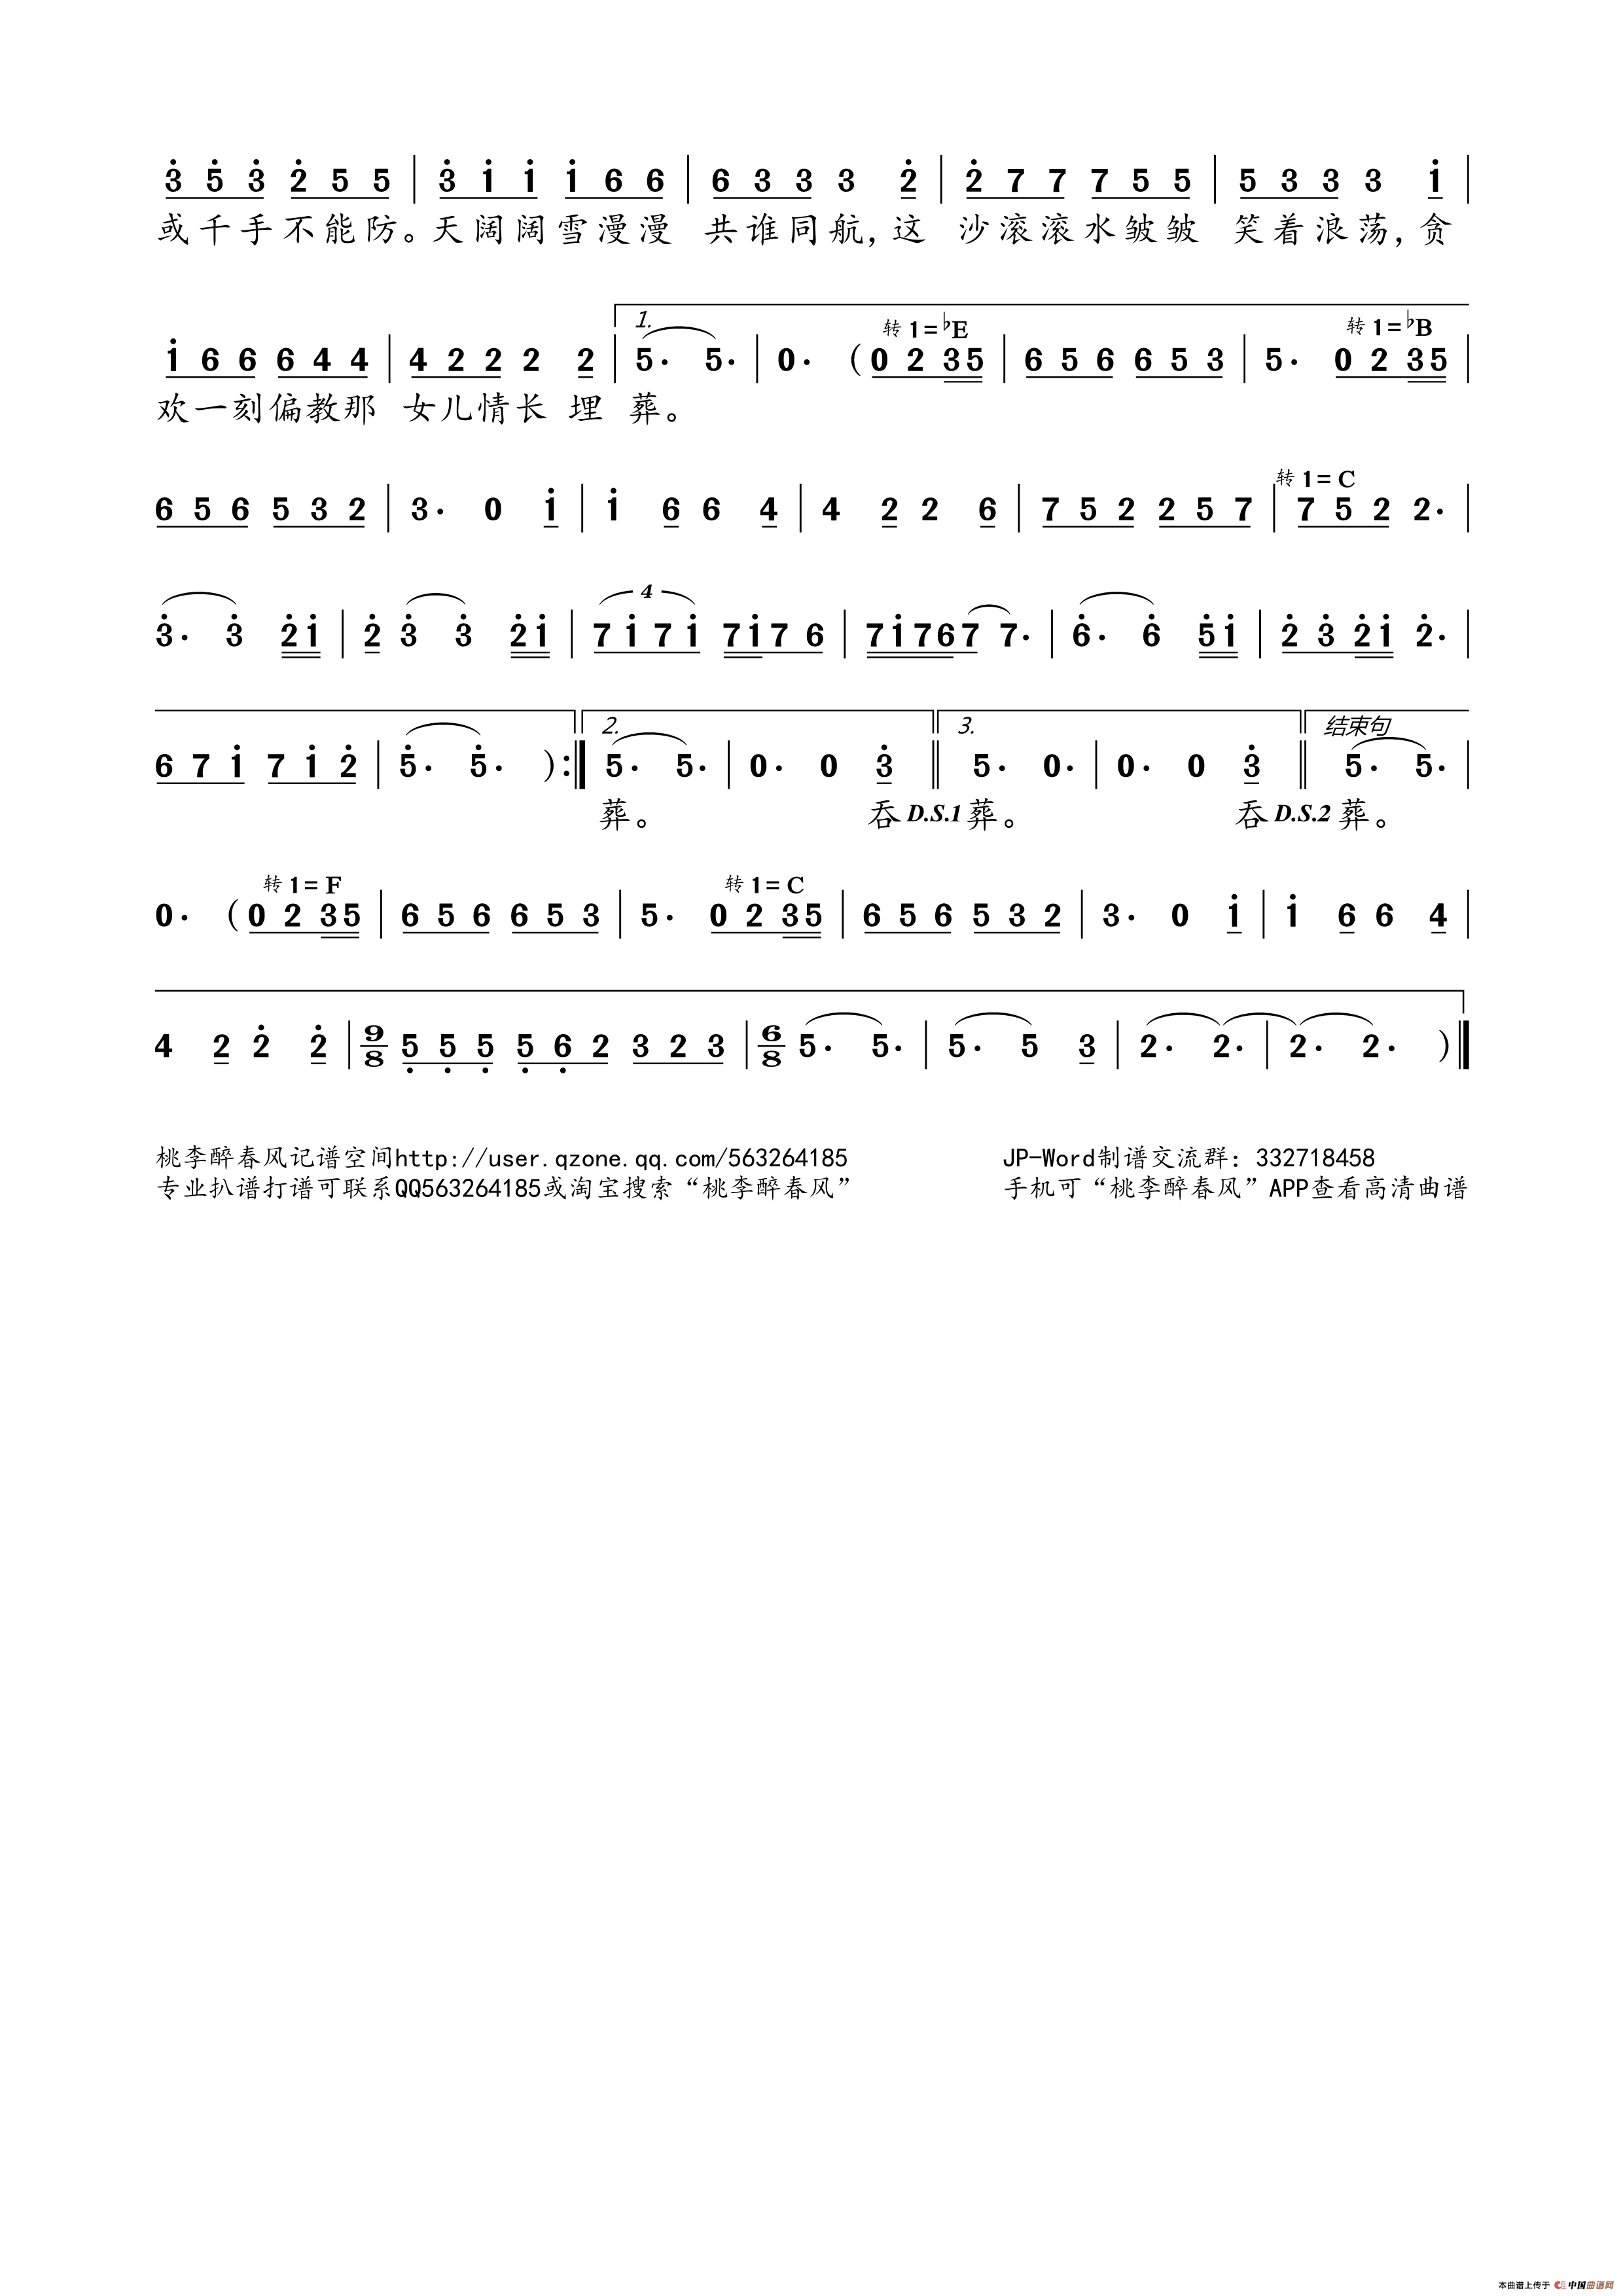 3 5 3 2 5 5 | 3 1 1 1 6 6 | 6 3 3 3 2 | 2 7 7 7 5 5 | 5 3 3 3 1 |
或千手不能防。天阔阔雪漫漫 共谁同航,这 沙滚滚水皱皱 笑着浪荡,贪
1. 转 1=♭E 转 1=♭B
1 6 6 6 4 4 | 4 2 2 2 2 | 5· 5· | 0· (0 2 3 5 | 6 5 6 6 5 3 | 5· 0 2 3 5 |
欢一刻偏教那 女儿情长 埋 葬。
转 1=C
6 5 6 5 3 2 | 3· 0 1 | 1 6 6 4 | 4 2 2 6 | 7 5 2 2 5 7 | 7 5 2 2· |
4
3· 3 2 1 | 2 3 3 2 1 | 7 1 7 1 7 1 7 6 | 7 1 7 6 7 7· | 6· 6 5 1 | 2 3 2 1 2· |
2. 3. 结束句
6 7 1 7 1 2 | 5· 5· ) :| 5· 5· | 0· 0 3 || 5· 0· | 0· 0 3 || 5· 5· |
葬。 吞 D.S.1 葬。 吞 D.S.2 葬。
转 1=F 转 1=C
0· (0 2 3 5 | 6 5 6 6 5 3 | 5· 0 2 3 5 | 6 5 6 5 3 2 | 3· 0 1 | 1 6 6 4 |
4 2 2 2 | 9/8 5 5 5 5 6 2 3 2 3 | 6/8 5· 5· | 5· 5 3 | 2· 2· | 2· 2· ) |
桃李醉春风记谱空间http://user.qzone.qq.com/563264185 JP-Word制谱交流群：332718458
专业扒谱打谱可联系QQ563264185或淘宝搜索“桃李醉春风” 手机可“桃李醉春风”APP查看高清曲谱
本曲谱上传于 中国曲谱网